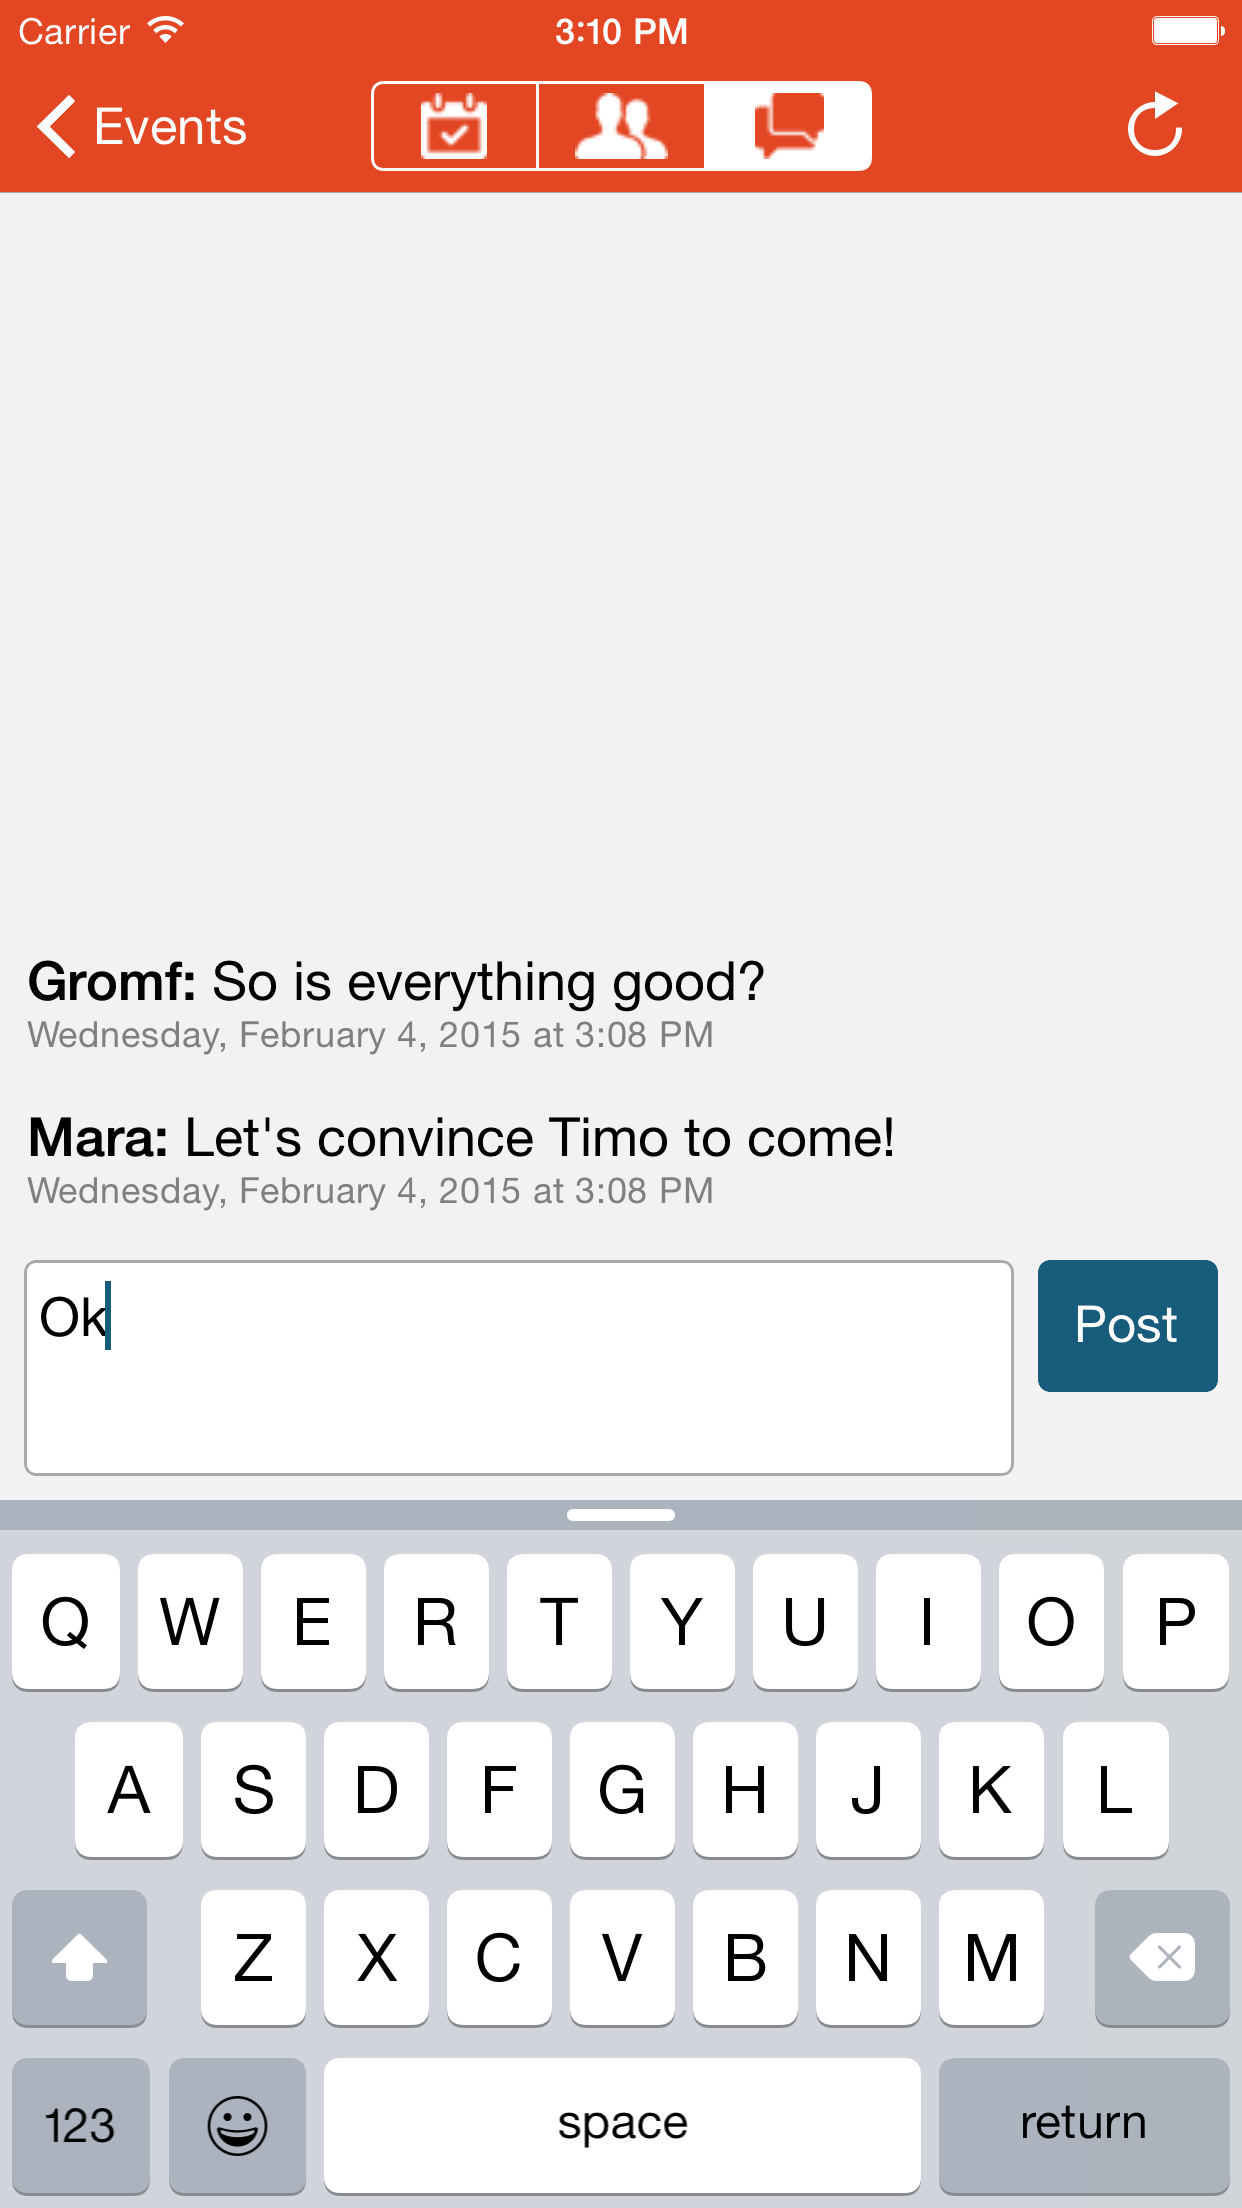 Carrier 3:10 PM
Events
Gromf: So is everything good?
Wednesday, February 4, 2015 at 3:08 PM
Mara: Let's convince Timo to come!
Wednesday, February 4, 2015 at 3:08 PM
Ok
Post
Q W E R T Y U I O P
A S D F G H J K L
Z X C V B N M
123 space return